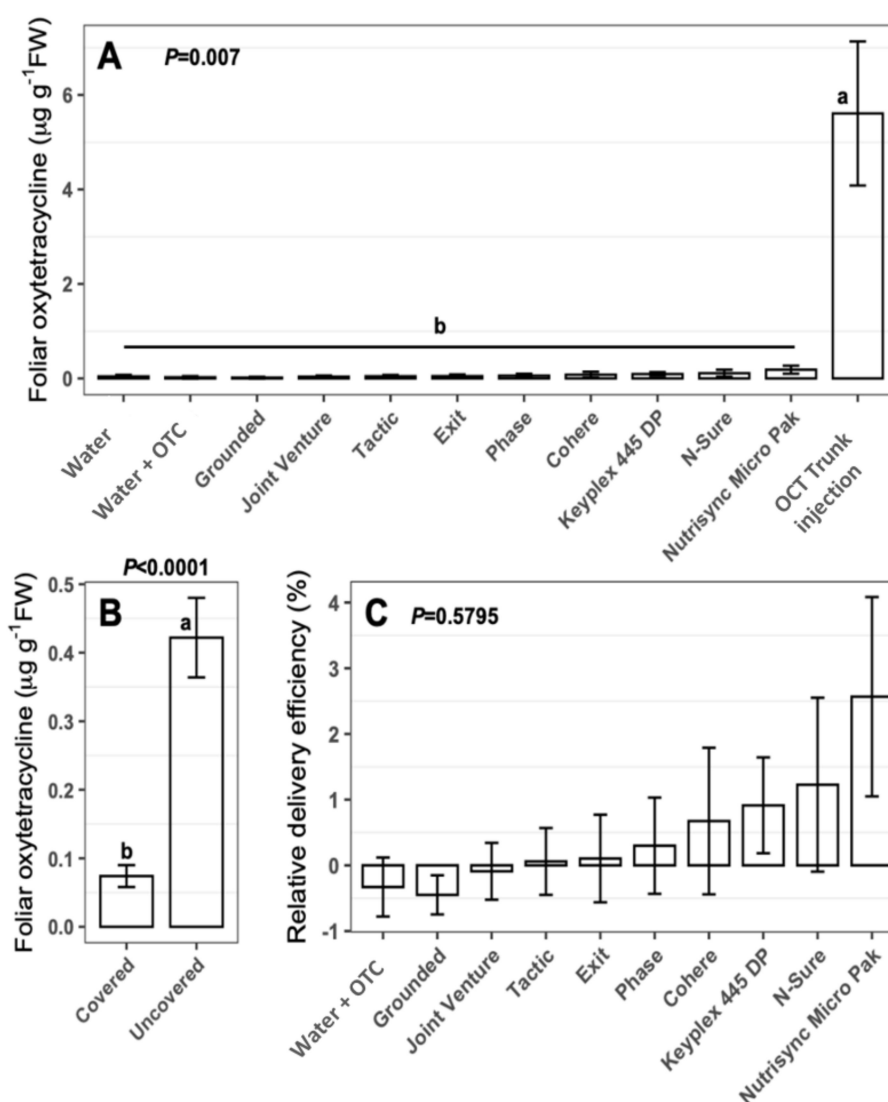 A
P=0.007
Foliar oxytetracycline (µg g⁻¹FW)
6
4
2
0
a
b
Water
Water + OTC
Grounded
Joint Venture
Tactic
Exit
Phase
Cohere
Keyplex 445 DP
N-Sure
Nutrisync Micro Pak
OCT Trunk
injection
P<0.0001
B
Foliar oxytetracycline (µg g⁻¹FW)
0.5
0.4
0.3
0.2
0.1
0.0
a
b
Covered
Uncovered
C
P=0.5795
Relative delivery efficiency (%)
4
3
2
1
0
-1
Water + OTC
Grounded
Joint Venture
Tactic
Exit
Phase
Cohere
Keyplex 445 DP
N-Sure
Nutrisync Micro Pak